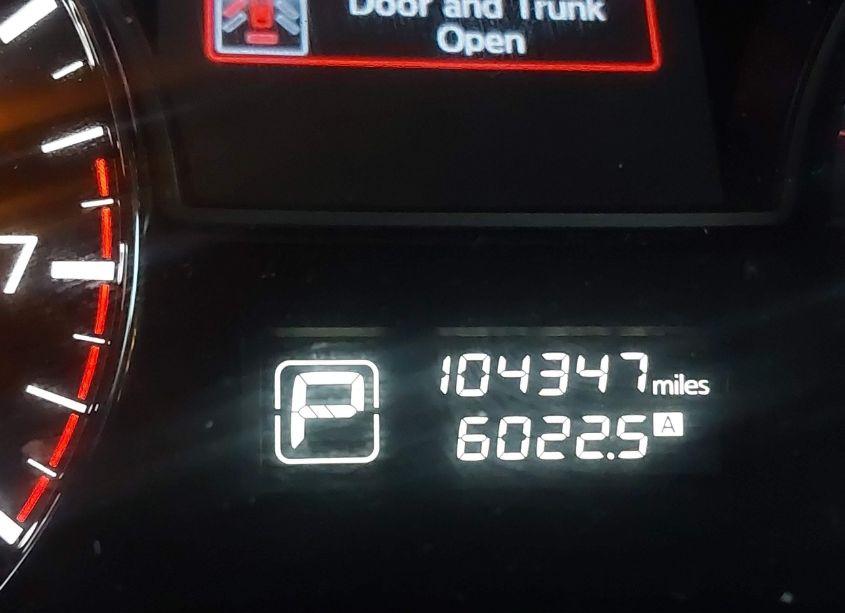 Door and Trunk
Open
7
104347 miles
6022.5 A
P